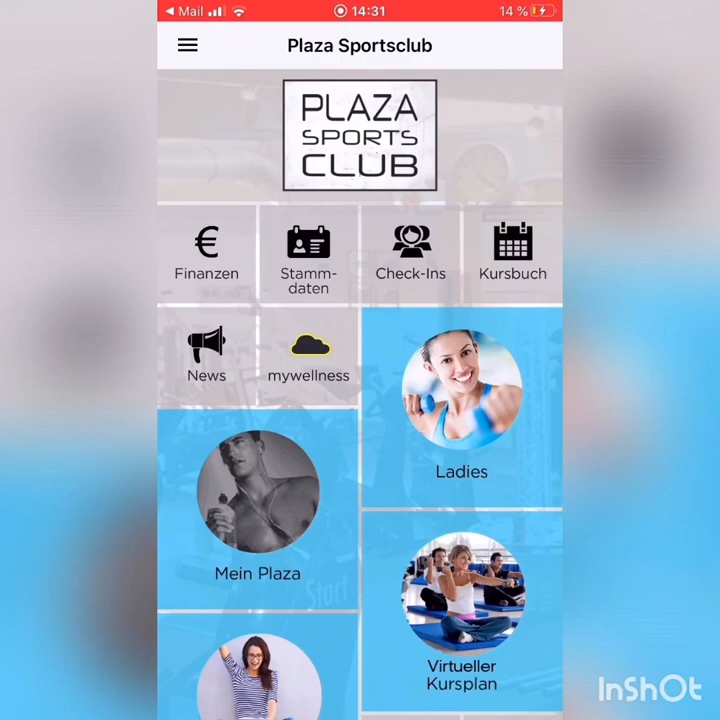 Mail 14:31 14 %
Plaza Sportsclub
PLAZA
SPORTS
CLUB
Finanzen
Stamm-
daten
Check-Ins
Kursbuch
News
mywellness
Ladies
Mein Plaza
Start
Virtueller
Kursplan
InShOt